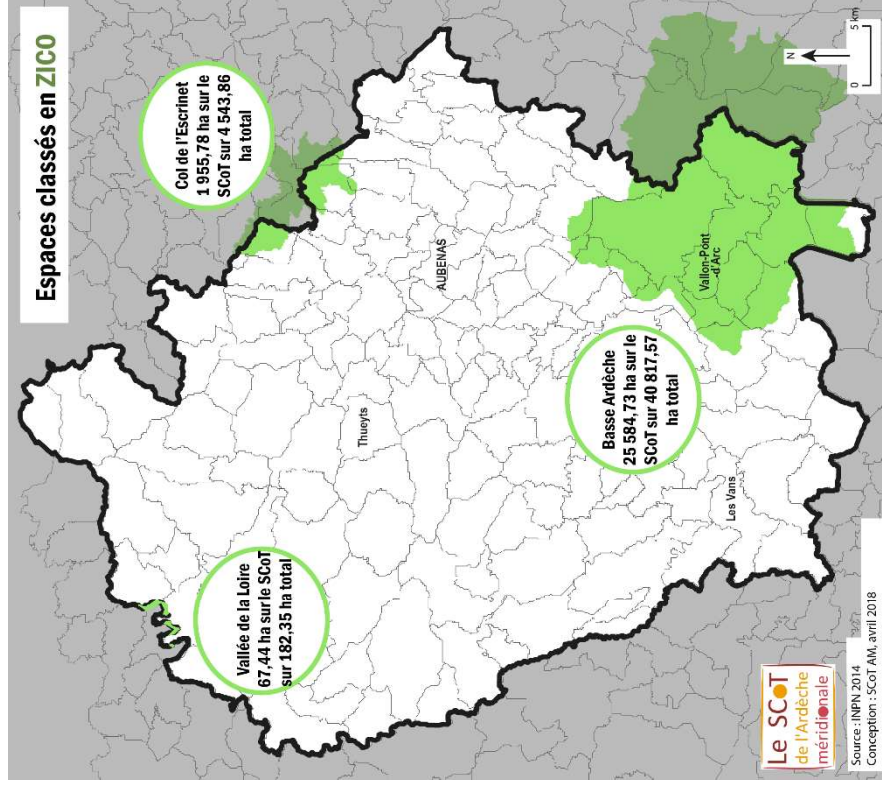 Espaces classés en ZICO
Col de l'Escrinet
1 955,78 ha sur le
SCoT sur 4 543,86
ha total
Vallée de la Loire
67,44 ha sur le SCoT
sur 182,35 ha total
Thueyts
AUBENAS
Basse Ardèche
25 584,73 ha sur le
SCoT sur 40 817,57
ha total
Vallon-Pont
-d'Arc
Les Vans
Le SCoT
de l'Ardèche
méridionale
Source : INPN 2014
Conception : SCoT AM, avril 2018
N
0 5 km